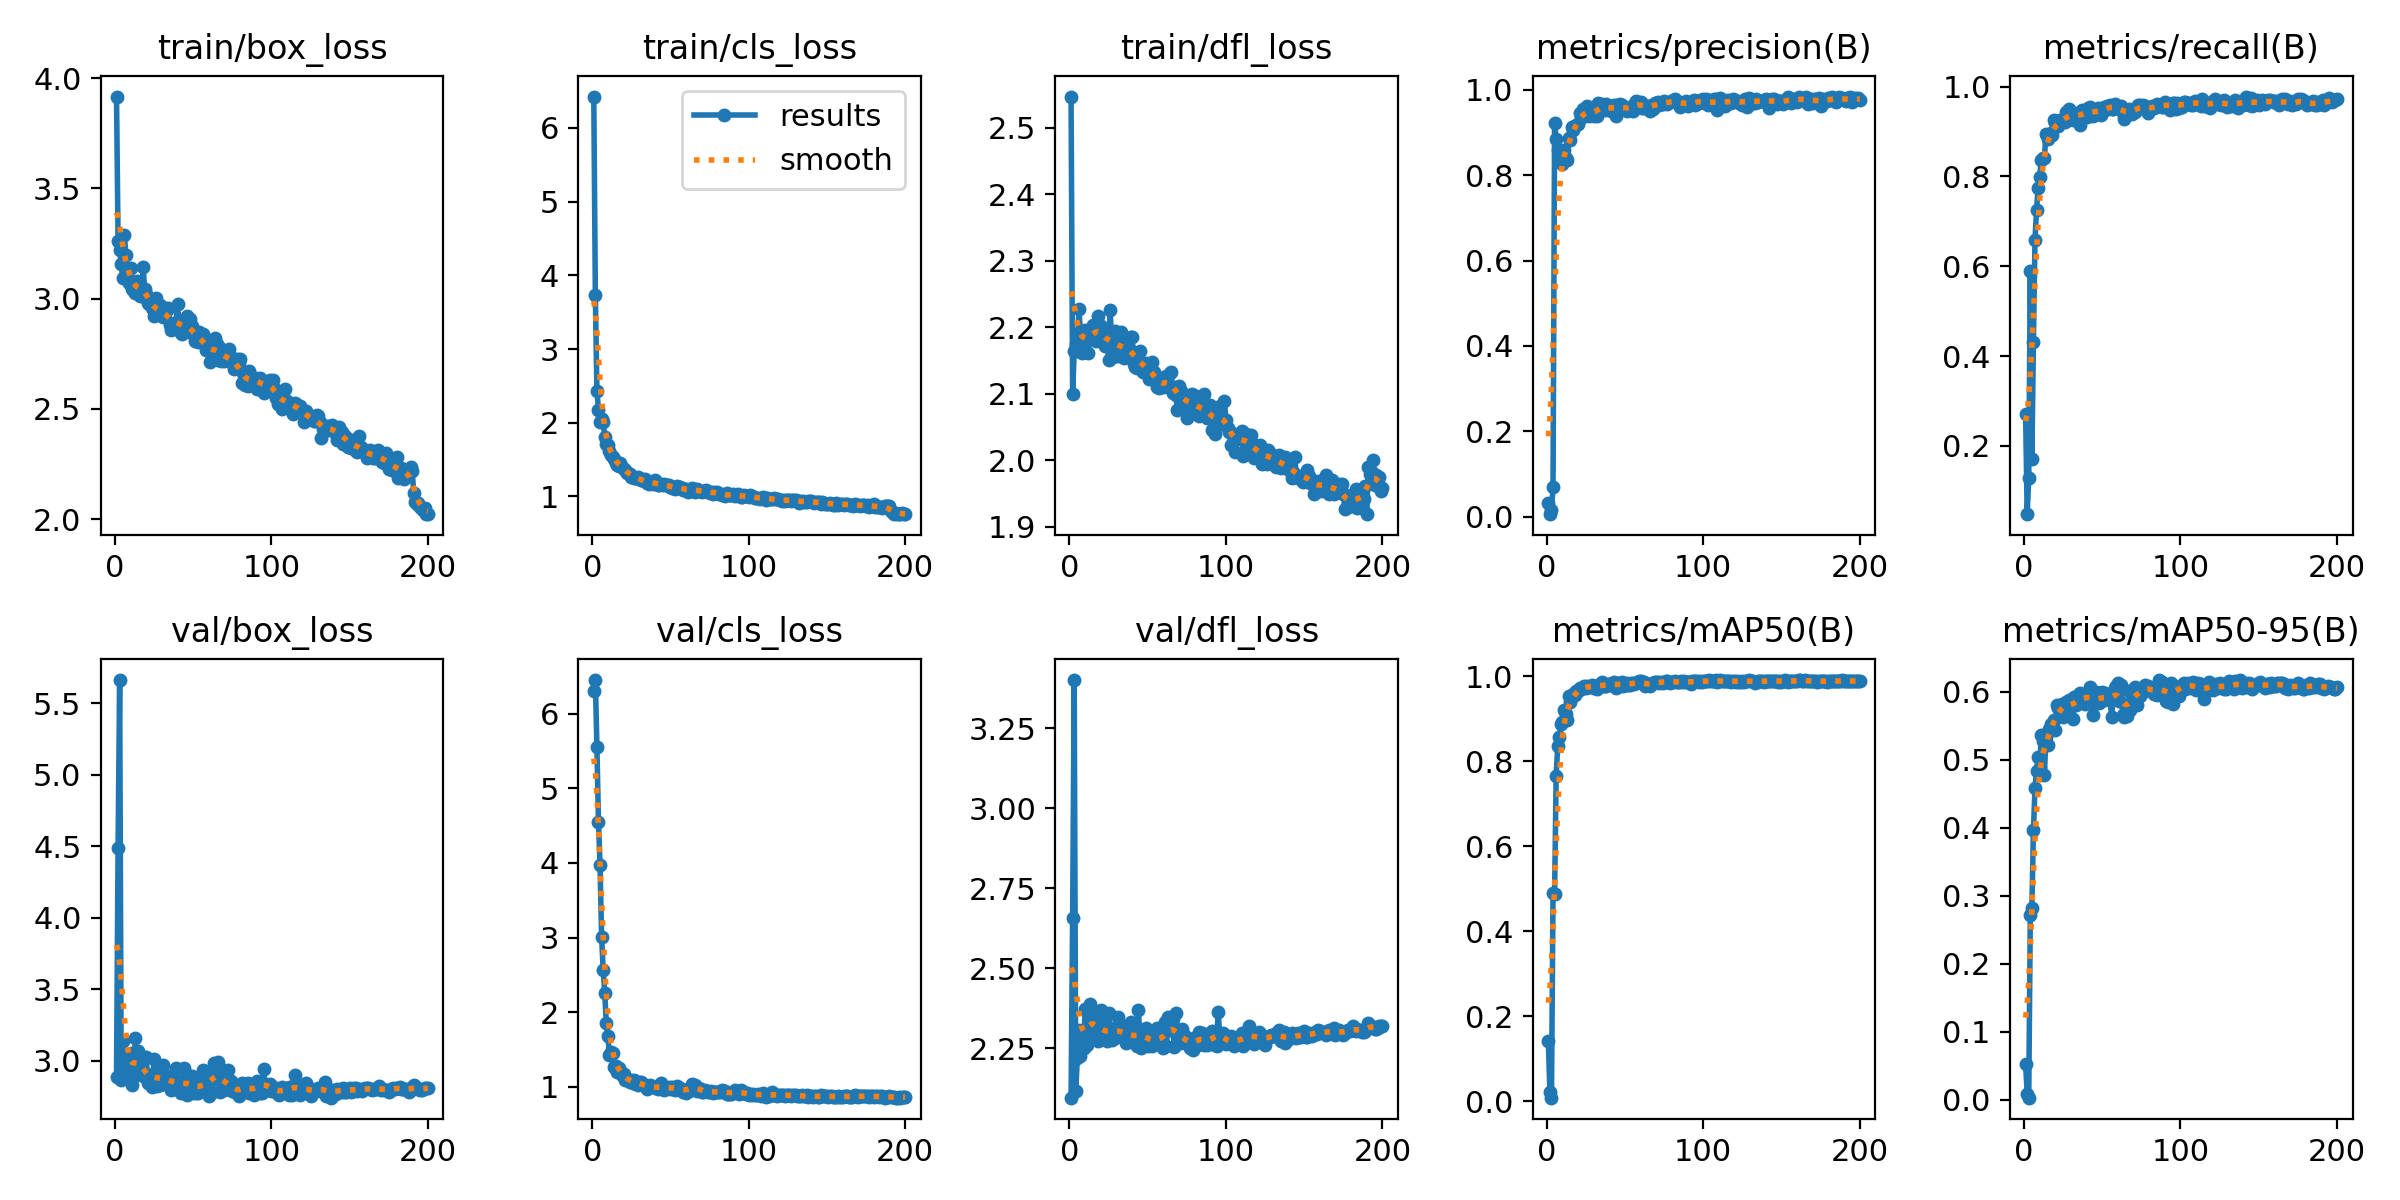 train/box_loss
4.0
3.5
3.0
2.5
2.0
0 100 200
train/cls_loss
results
smooth
6
5
4
3
2
1
0 100 200
train/dfl_loss
2.5
2.4
2.3
2.2
2.1
2.0
1.9
0 100 200
metrics/precision(B)
1.0
0.8
0.6
0.4
0.2
0.0
0 100 200
metrics/recall(B)
1.0
0.8
0.6
0.4
0.2
0 100 200
val/box_loss
5.5
5.0
4.5
4.0
3.5
3.0
0 100 200
val/cls_loss
6
5
4
3
2
1
0 100 200
val/dfl_loss
3.25
3.00
2.75
2.50
2.25
0 100 200
metrics/mAP50(B)
1.0
0.8
0.6
0.4
0.2
0.0
0 100 200
metrics/mAP50-95(B)
0.6
0.5
0.4
0.3
0.2
0.1
0.0
0 100 200